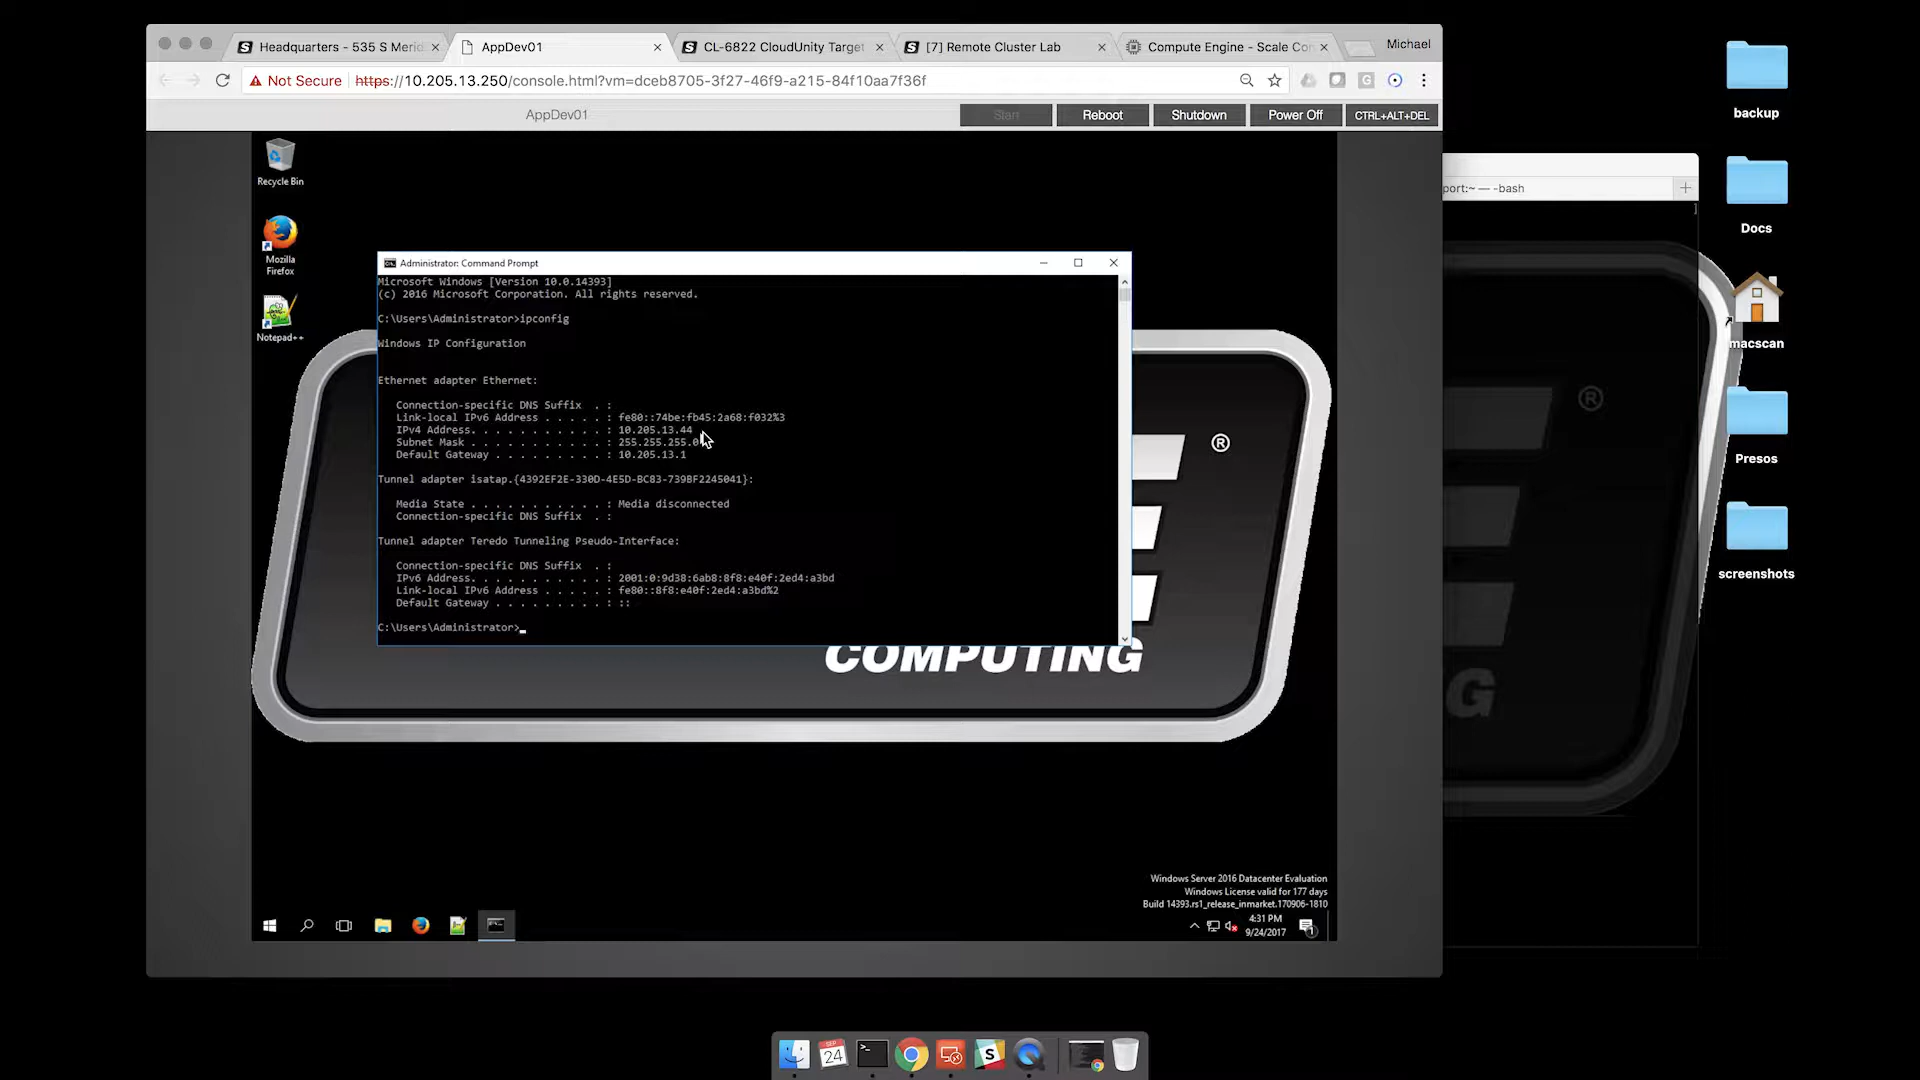 Headquarters - 535 S Merid
AppDev01
CL-6822 CloudUnity Target
[7] Remote Cluster Lab
Compute Engine - Scale Co
Michael
Not Secure
https://10.205.13.250/console.html?vm=dceb8705-3f27-46f9-a215-84f10aa7f36f
AppDev01
Start
Reboot
Shutdown
Power Off
CTRL+ALT+DEL
Recycle Bin
Mozilla
Firefox
Notepad++
Administrator: Command Prompt
Microsoft Windows [Version 10.0.14393]
(c) 2016 Microsoft Corporation. All rights reserved.
C:\Users\Administrator>ipconfig
Windows IP Configuration
Ethernet adapter Ethernet:
Connection-specific DNS Suffix . :
Link-local IPv6 Address . . . . . : fe80::74be:fb45:2a68:f032%3
IPv4 Address. . . . . . . . . . . : 10.205.13.44
Subnet Mask . . . . . . . . . . . : 255.255.255.0
Default Gateway . . . . . . . . . : 10.205.13.1
Tunnel adapter isatap.{4392EF2E-330D-4E5D-BC83-739BF2245041}:
Media State . . . . . . . . . . . : Media disconnected
Connection-specific DNS Suffix . :
Tunnel adapter Teredo Tunneling Pseudo-Interface:
Connection-specific DNS Suffix . :
IPv6 Address. . . . . . . . . . . : 2001:0:9d38:6ab8:8f8:e40f:2ed4:a3bd
Link-local IPv6 Address . . . . . : fe80::8f8:e40f:2ed4:a3bd%2
Default Gateway . . . . . . . . . : ::
C:\Users\Administrator>_
®
COMPUTING
Windows Server 2016 Datacenter Evaluation
Windows License valid for 177 days
Build 14393.rs1_release_inmarket.170906-1810
4:31 PM
9/24/2017
1
port:~ — -bash
®
G
backup
Docs
macscan
Presos
screenshots
SEP
24
S